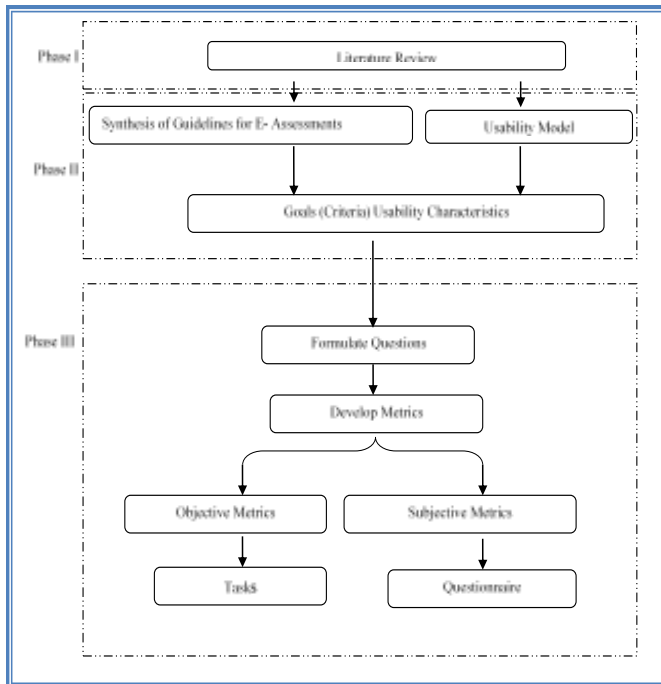 Phase I
Literature Review
Synthesis of Guidelines for E- Assessments
Usability Model
Phase II
Goals (Criteria) Usability Characteristics
Phase III
Formulate Questions
Develop Metrics
Objective Metrics
Subjective Metrics
Tasks
Questionnaire